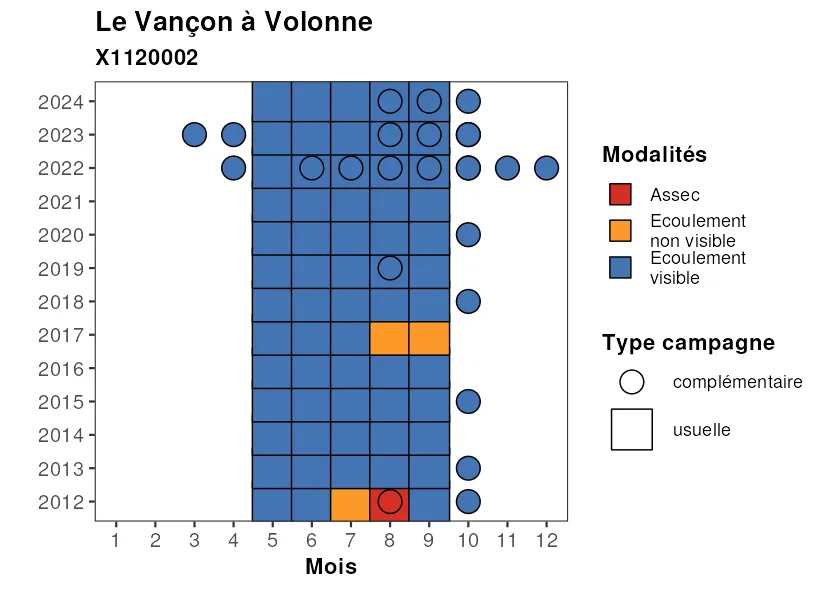 Le Vançon à Volonne
X1120002
2024
2023
2022
2021
2020
2019
2018
2017
2016
2015
2014
2013
2012
1 2 3 4 5 6 7 8 9 10 11 12
Mois
Modalités
Assec
Ecoulement
non visible
Ecoulement
visible
Type campagne
complémentaire
usuelle